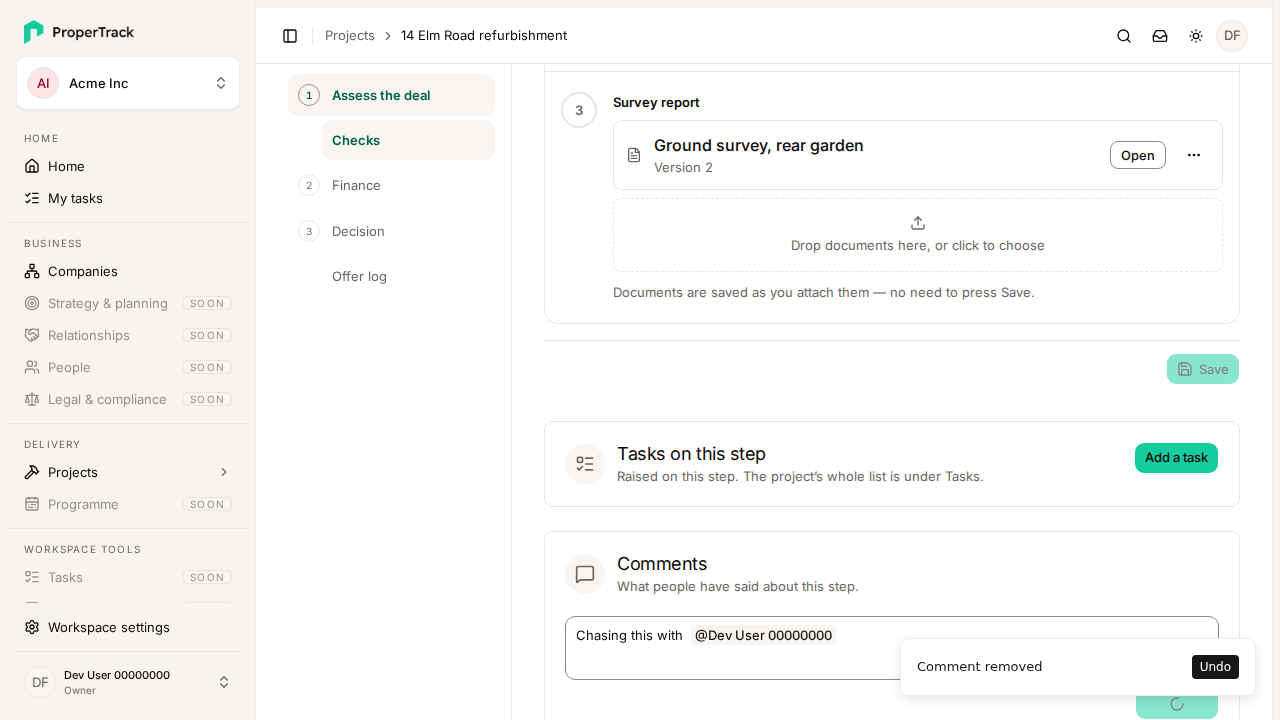 ProperTrack
AI
Acme Inc
HOME
Home
My tasks
BUSINESS
Companies
Strategy & planning SOON
Relationships SOON
People SOON
Legal & compliance SOON
DELIVERY
Projects
Programme SOON
WORKSPACE TOOLS
Tasks SOON
Workspace settings
DF
Dev User 00000000
Owner
Projects
14 Elm Road refurbishment
DF
1 Assess the deal
Checks
2 Finance
3 Decision
Offer log
3
Survey report
Ground survey, rear garden
Version 2
Open
Drop documents here, or click to choose
Documents are saved as you attach them — no need to press Save.
Save
Tasks on this step
Raised on this step. The project’s whole list is under Tasks.
Add a task
Comments
What people have said about this step.
Chasing this with @Dev User 00000000
Comment removed
Undo